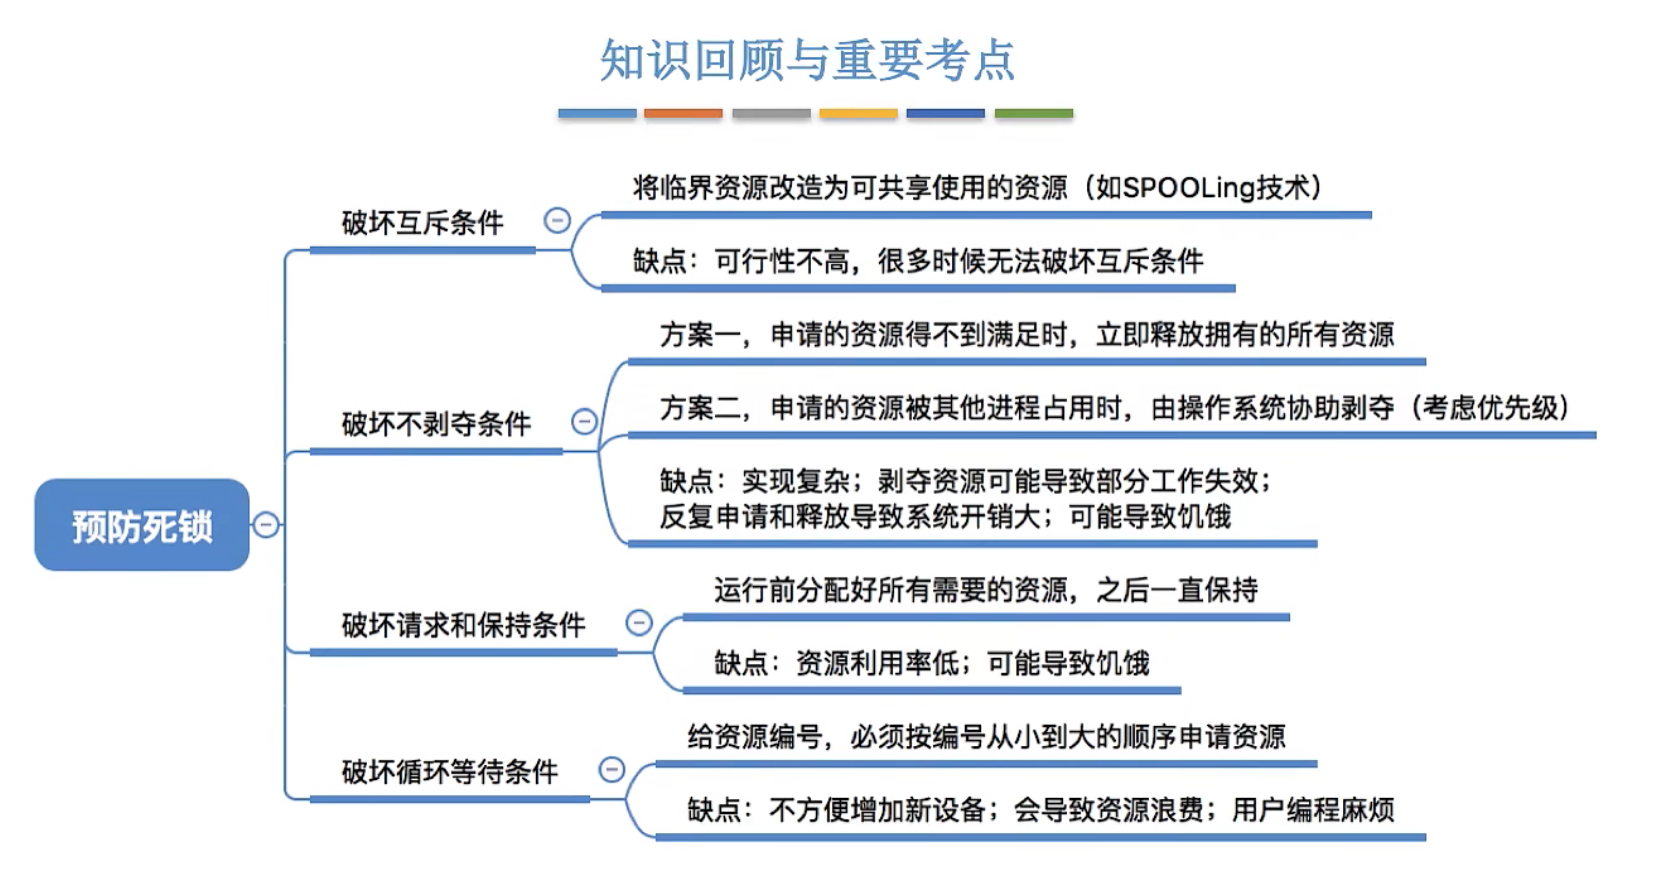 知识回顾与重要考点
预防死锁
破坏互斥条件
将临界资源改造为可共享使用的资源（如SPOOLing技术）
缺点：可行性不高，很多时候无法破坏互斥条件
破坏不剥夺条件
方案一，申请的资源得不到满足时，立即释放拥有的所有资源
方案二，申请的资源被其他进程占用时，由操作系统协助剥夺（考虑优先级）
缺点：实现复杂；剥夺资源可能导致部分工作失效；
反复申请和释放导致系统开销大；可能导致饥饿
破坏请求和保持条件
运行前分配好所有需要的资源，之后一直保持
缺点：资源利用率低；可能导致饥饿
破坏循环等待条件
给资源编号，必须按编号从小到大的顺序申请资源
缺点：不方便增加新设备；会导致资源浪费；用户编程麻烦